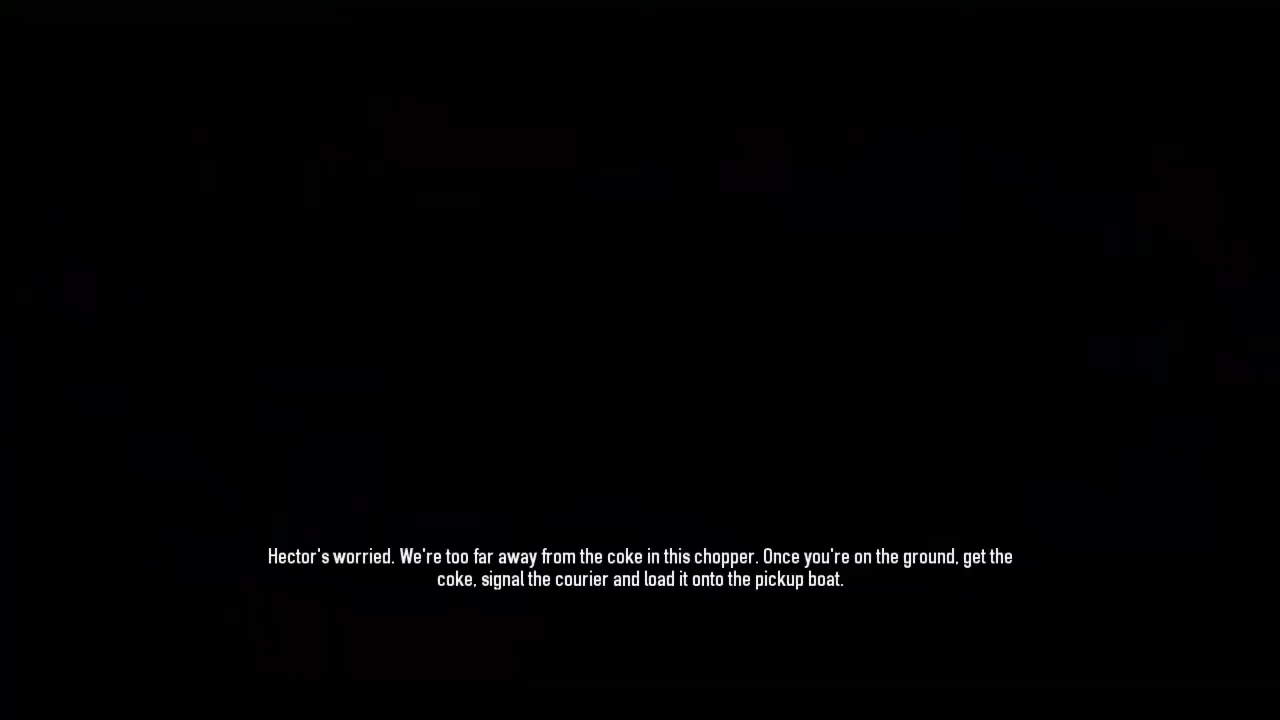 Hector's worried. We're too far away from the coke in this chopper. Once you're on the ground, get the
coke, signal the courier and load it onto the pickup boat.